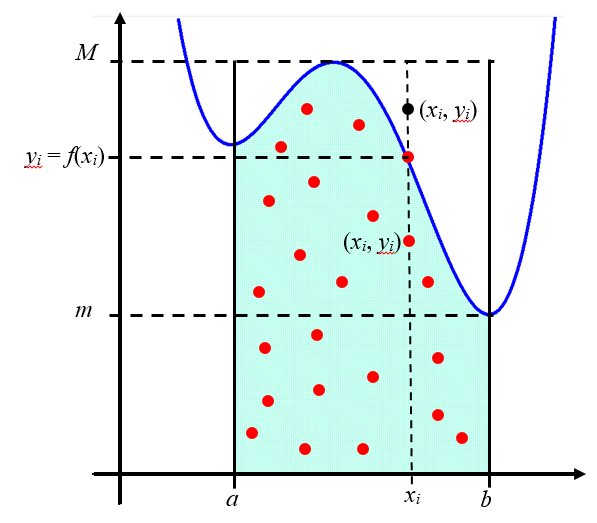 M
(xᵢ, yᵢ)
yᵢ = f(xᵢ)
(xᵢ, yᵢ)
m
a
xᵢ
b